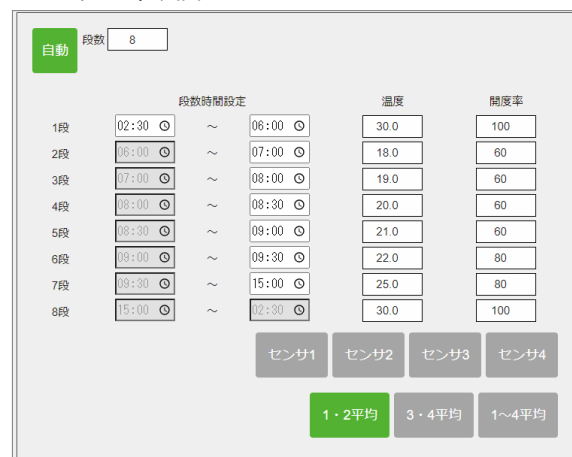 自動 段数 8
段数時間設定 温度 開度率
1段 02:30 ～ 06:00 30.0 100
2段 06:00 ～ 07:00 18.0 60
3段 07:00 ～ 08:00 19.0 60
4段 08:00 ～ 08:30 20.0 60
5段 08:30 ～ 09:00 21.0 60
6段 09:00 ～ 09:30 22.0 80
7段 09:30 ～ 15:00 25.0 80
8段 15:00 ～ 02:30 30.0 100
センサ1 センサ2 センサ3 センサ4
1・2平均 3・4平均 1～4平均